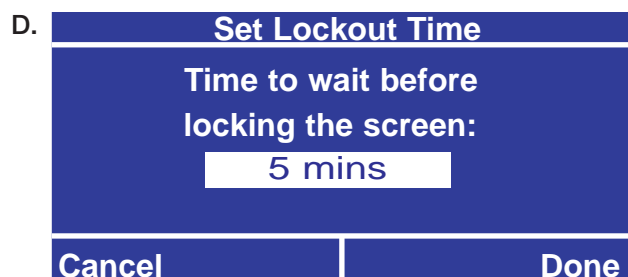 D.
Set Lockout Time
Time to wait before
locking the screen:
5 mins
Cancel Done